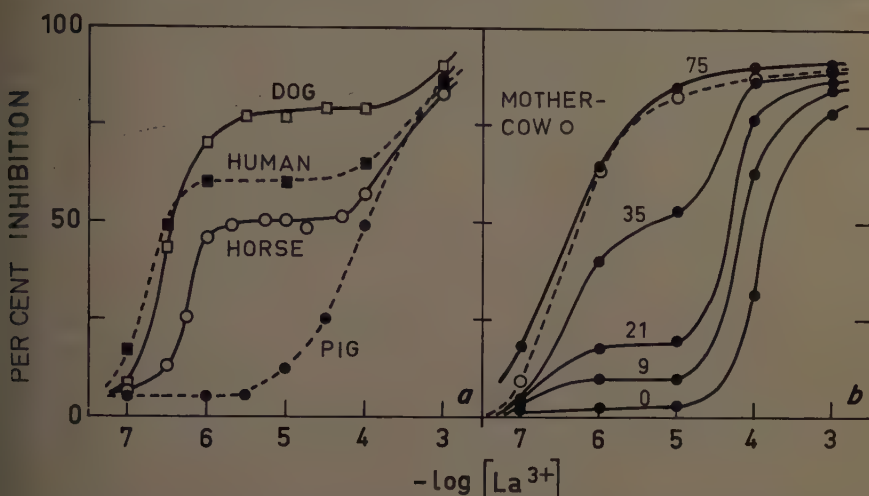 PER CENT INHIBITION
100
50
0
DOG
HUMAN
HORSE
PIG
a
7 6 5 4 3
75
MOTHER-
COW
35
21
9
0
b
7 6 5 4 3
-log [La³⁺]